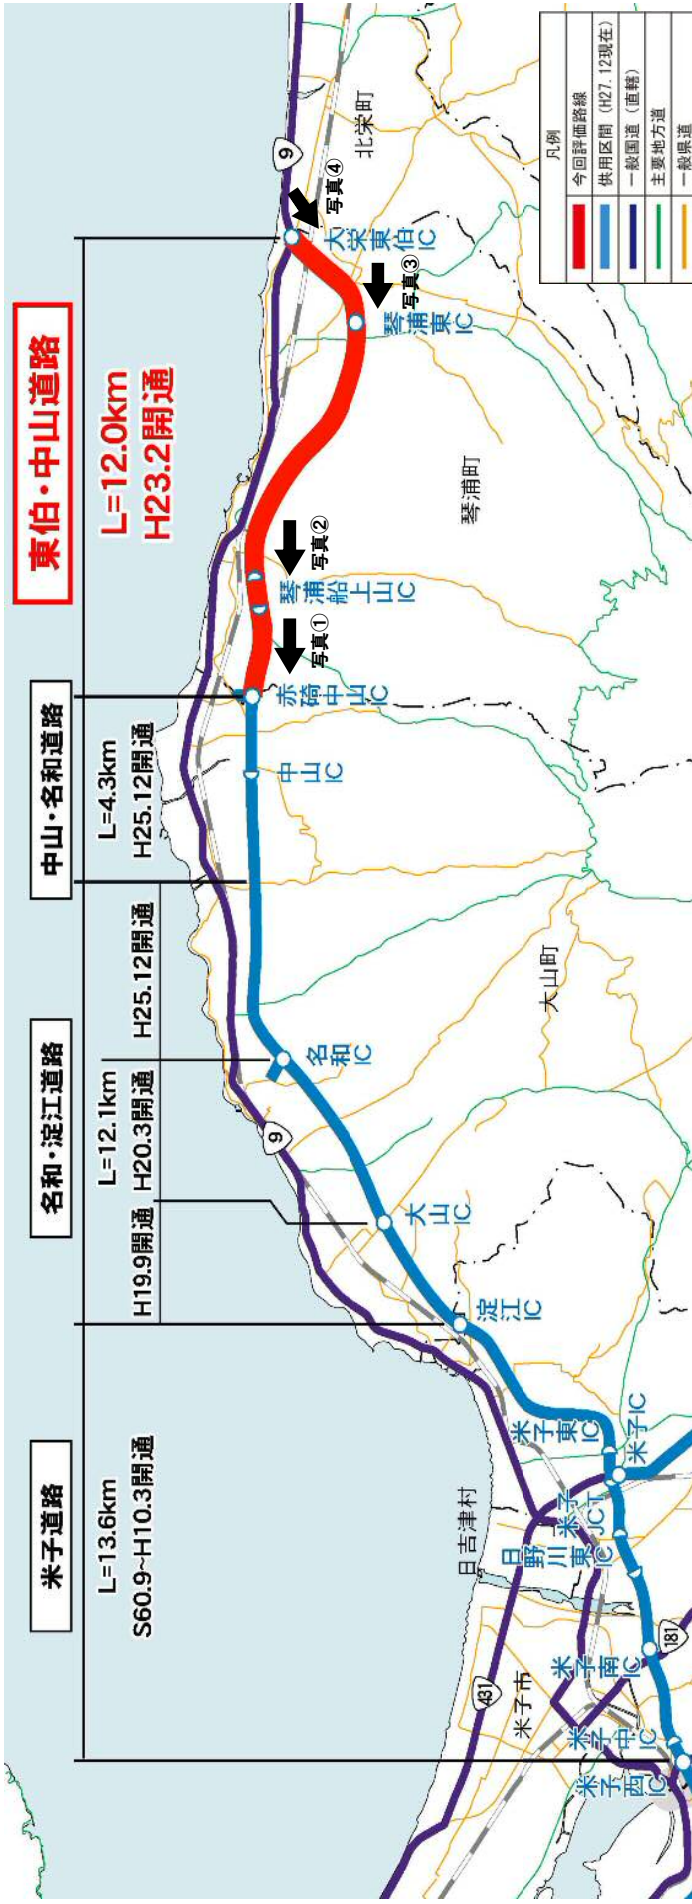 米子道路
L=13.6km
S60.9~H10.3開通
名和・淀江道路
L=12.1km
H19.9開通
H20.3開通
H25.12開通
中山・名和道路
L=4.3km
H25.12開通
東伯・中山道路
L=12.0km
H23.2開通
9
9
431
181
米子西IC
米子中IC
米子南IC
日野川東IC
米子JCT
米子IC
米子東IC
淀江IC
大山IC
名和IC
中山IC
赤碕中山IC
琴浦船上山IC
琴浦東IC
大栄東伯IC
写真①
写真②
写真③
写真④
米子市
日吉津村
大山町
琴浦町
北栄町
凡例
今回評価路線
供用区間（H27.12現在）
一般国道（直轄）
主要地方道
一般県道